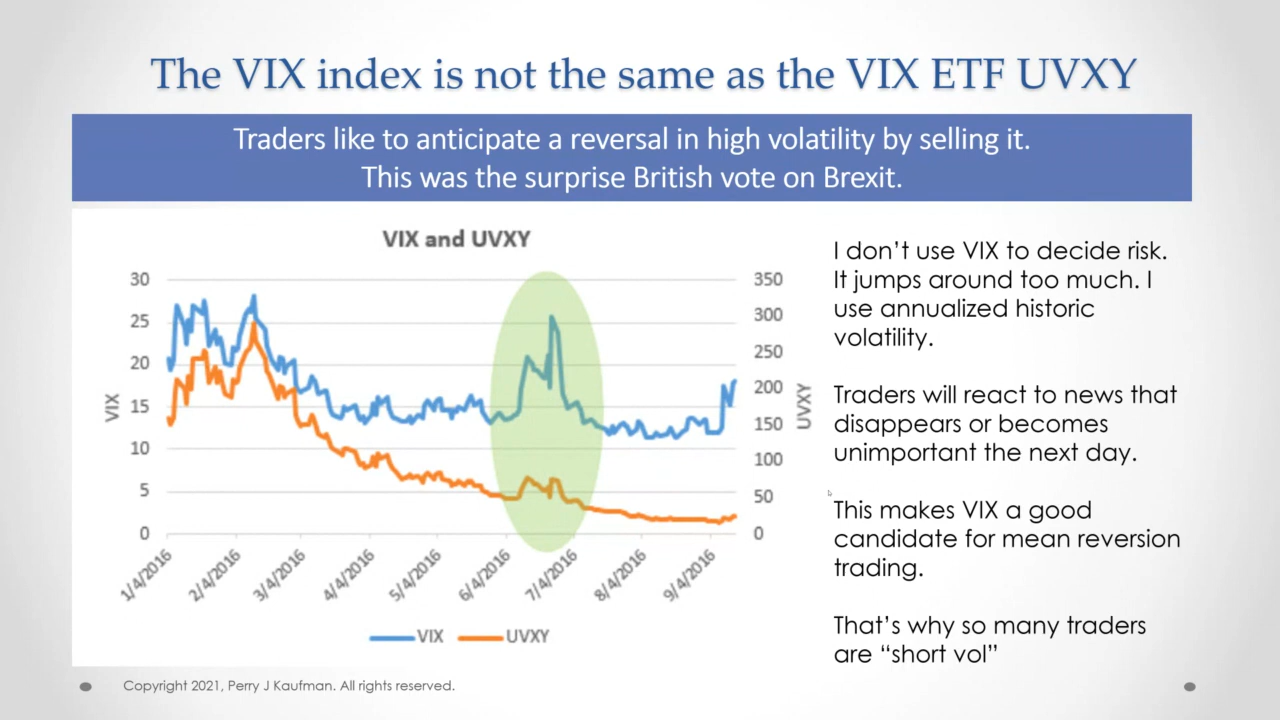 The VIX index is not the same as the VIX ETF UVXY
Traders like to anticipate a reversal in high volatility by selling it.
This was the surprise British vote on Brexit.
VIX and UVXY
30
25
20
15
10
5
0
VIX
350
300
250
200
150
100
50
0
UVXY
1/4/2016
2/4/2016
3/4/2016
4/4/2016
5/4/2016
6/4/2016
7/4/2016
8/4/2016
9/4/2016
VIX
UVXY
I don’t use VIX to decide risk.
It jumps around too much. I
use annualized historic
volatility.
Traders will react to news that
disappears or becomes
unimportant the next day.
This makes VIX a good
candidate for mean reversion
trading.
That’s why so many traders
are “short vol”
Copyright 2021, Perry J Kaufman. All rights reserved.